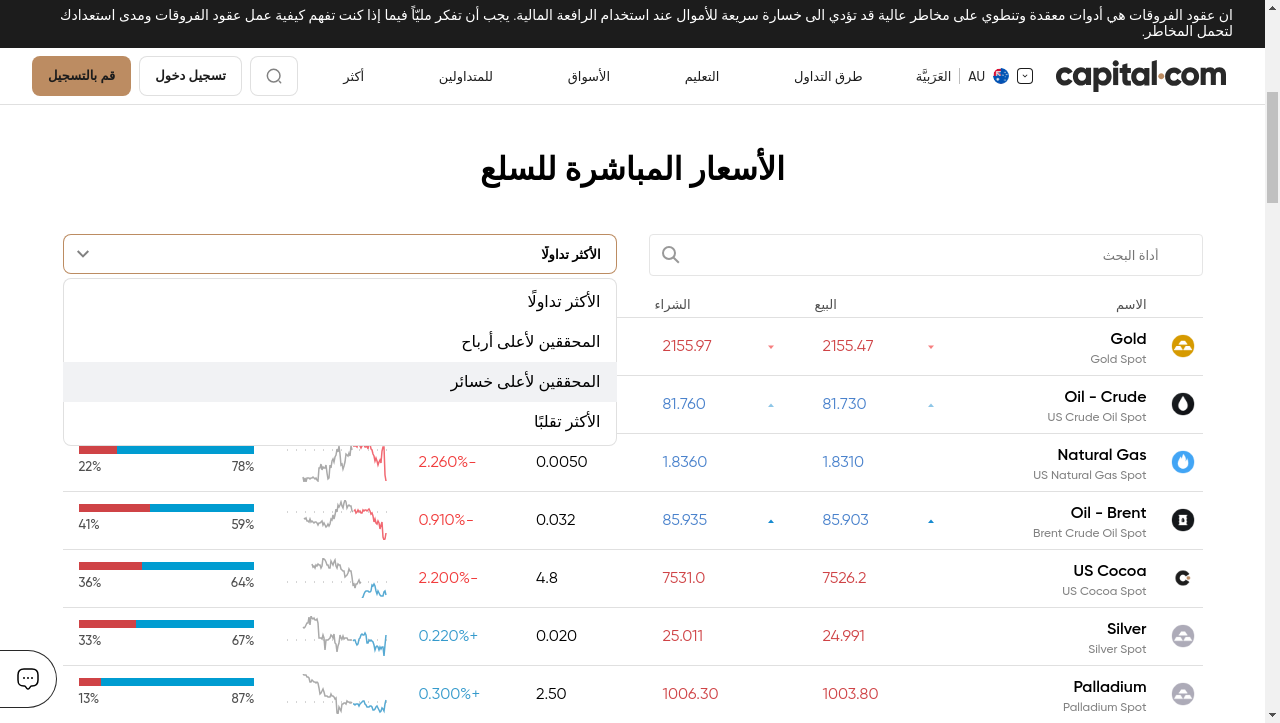 ان عقود الفروقات هي أدوات معقدة وتنطوي على مخاطر عالية قد تؤدي الى خسارة سريعة للأموال عند استخدام الرافعة المالية. يجب أن تفكر مليّاً فيما إذا كنت تفهم كيفية عمل عقود الفروقات ومدى استعدادك
لتحمل المخاطر.
capital.com
AU العَرَبيَّة
طرق التداول
التعليم
الأسواق
للمتداولين
أكثر
تسجيل دخول
قم بالتسجيل
الأسعار المباشرة للسلع
أداة البحث
الأكثر تداولًا
الأكثر تداولًا
المحققين لأعلى أرباح
المحققين لأعلى خسائر
الأكثر تقلبًا
الاسم البيع الشراء
Gold 2155.47 2155.97
Gold Spot
Oil - Crude 81.730 81.760
US Crude Oil Spot
Natural Gas 1.8310 1.8360 0.0050 2.260%-
US Natural Gas Spot 78% 22%
Oil - Brent 85.903 85.935 0.032 0.910%-
Brent Crude Oil Spot 59% 41%
US Cocoa 7526.2 7531.0 4.8 2.200%-
US Cocoa Spot 64% 36%
Silver 24.991 25.011 0.020 0.220%+
Silver Spot 67% 33%
Palladium 1003.80 1006.30 2.50 0.300%+
Palladium Spot 87% 13%